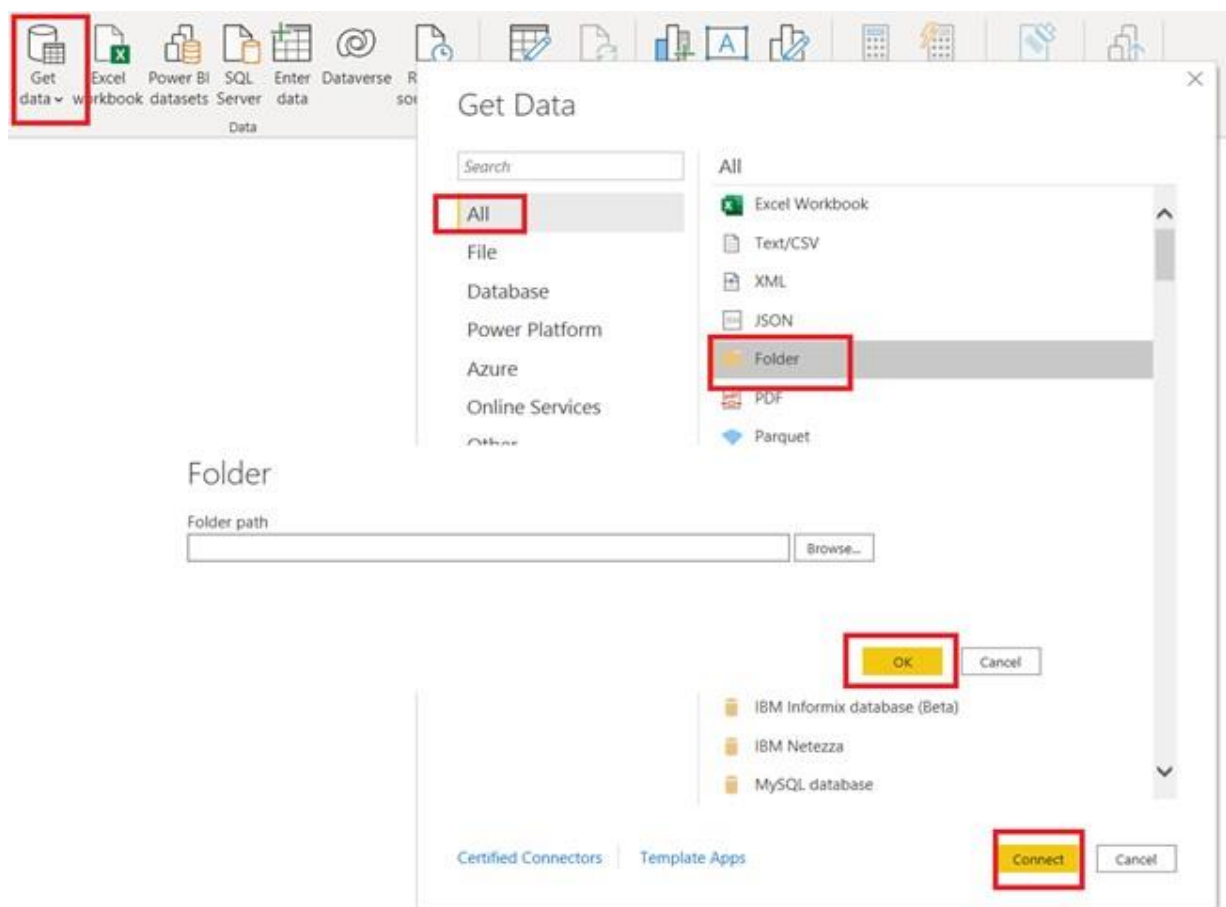 Get
data
Excel
workbook
Power BI
datasets
SQL
Server
Enter
data
Dataverse
R
sou
Data
Get Data
Search
All
File
Database
Power Platform
Azure
Online Services
Other
All
Excel Workbook
Text/CSV
XML
JSON
Folder
PDF
Parquet
Folder
Folder path
Browse...
OK
Cancel
IBM Informix database (Beta)
IBM Netezza
MySQL database
Certified Connectors
Template Apps
Connect
Cancel